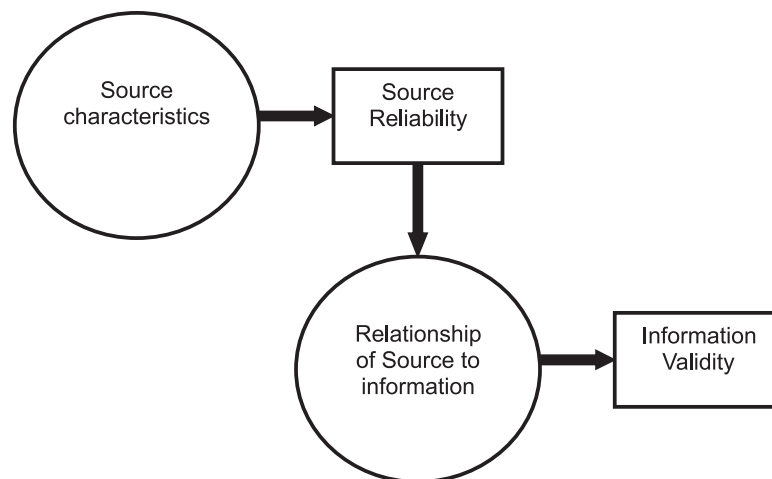 Source
characteristics
Source
Reliability
Relationship
of Source to
information
Information
Validity